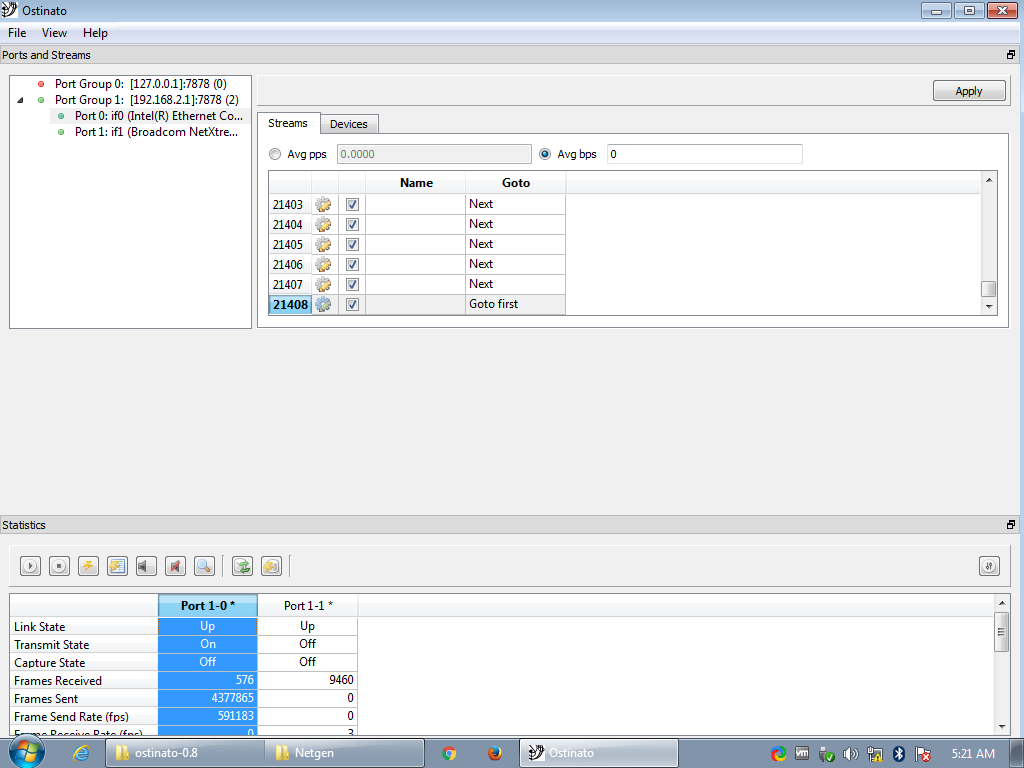 Ostinato
File View Help
Ports and Streams
Port Group 0: [127.0.0.1]:7878 (0)
Port Group 1: [192.168.2.1]:7878 (2)
Port 0: if0 (Intel(R) Ethernet Co...
Port 1: if1 (Broadcom NetXtre...
Apply
Streams Devices
Avg pps 0.0000 Avg bps 0
Name Goto
21403 Next
21404 Next
21405 Next
21406 Next
21407 Next
21408 Goto first
Statistics
Port 1-0 * Port 1-1 *
Link State Up Up
Transmit State On Off
Capture State Off Off
Frames Received 576 9460
Frames Sent 4377865 0
Frame Send Rate (fps) 591183 0
Frame Receive Rate (fps) 0 3
ostinato-0.8 Netgen Ostinato vm 5:21 AM